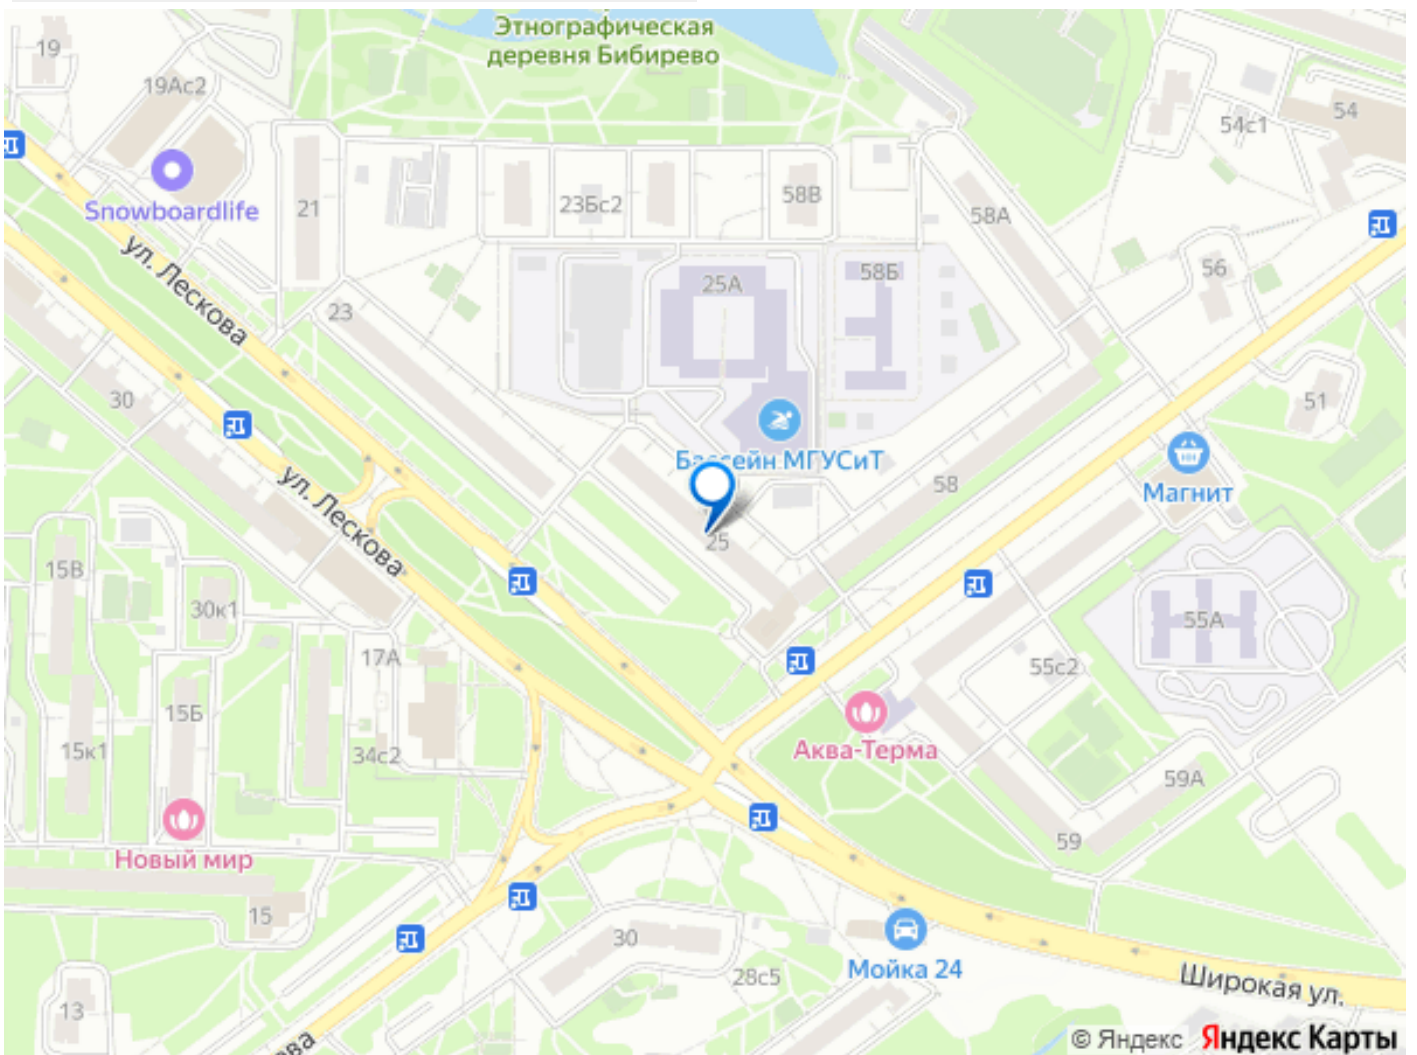 Этнографическая
деревня Бибирево
19
19Ас2
54
54с1
Snowboardlife
21
23Бс2
58В
58А
ул. Лескова
25А
58Б
56
23
30
51
Бассейн МГУСиТ
58
Магнит
ул. Лескова
25
15В
30к1
55А
17А
55с2
15Б
15к1
34с2
Аква-Терма
59А
59
Новый мир
15
30
Мойка 24
28с5
Широкая ул.
13
ова
© Яндекс Яндекс Карты